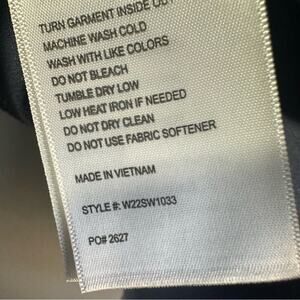 TURN GARMENT INSIDE OUT
MACHINE WASH COLD
WASH WITH LIKE COLORS
DO NOT BLEACH
TUMBLE DRY LOW
LOW HEAT IRON IF NEEDED
DO NOT DRY CLEAN
DO NOT USE FABRIC SOFTENER
MADE IN VIETNAM
STYLE #: W22SW1033
PO# 2627